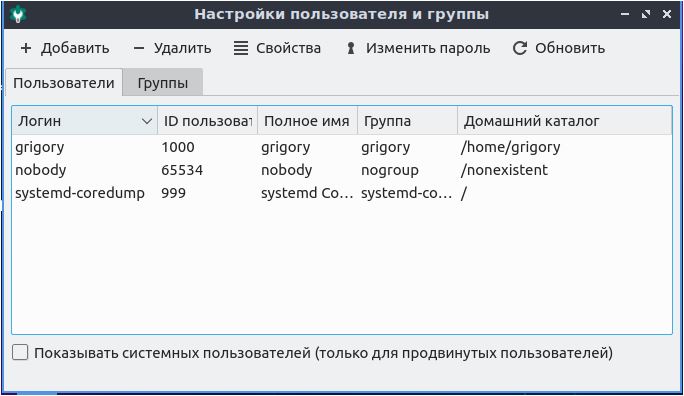 Настройки пользователя и группы
Добавить Удалить Свойства Изменить пароль Обновить
Пользователи Группы
Логин ID пользоват Полное имя Группа Домашний каталог
grigory 1000 grigory grigory /home/grigory
nobody 65534 nobody nogroup /nonexistent
systemd-coredump 999 systemd Co... systemd-co... /
Показывать системных пользователей (только для продвинутых пользователей)